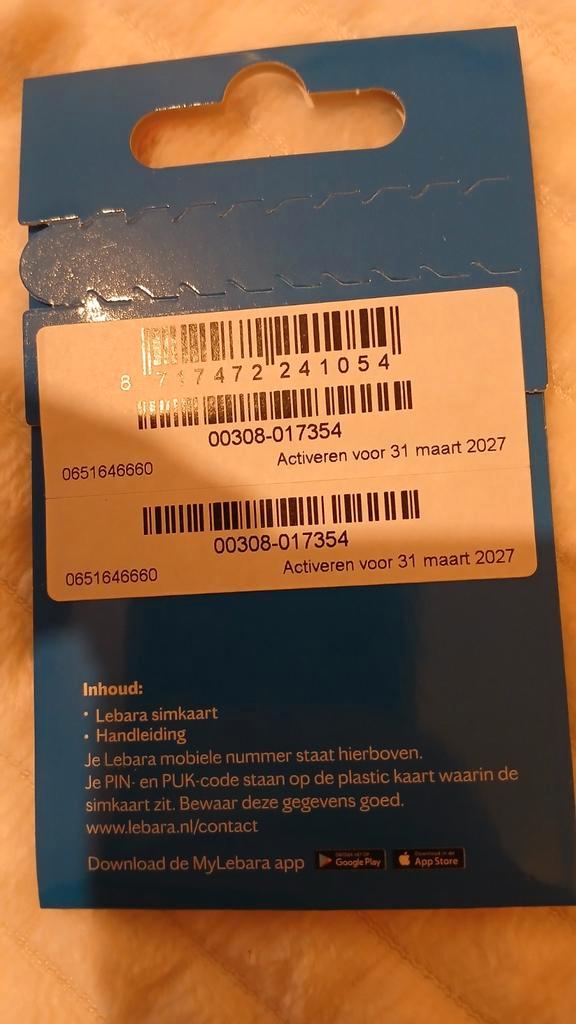 8 717472 241054
00308-017354
0651646660 Activeren voor 31 maart 2027
00308-017354
0651646660 Activeren voor 31 maart 2027
Inhoud:
• Lebara simkaart
• Handleiding
Je Lebara mobiele nummer staat hierboven.
Je PIN- en PUK-code staan op de plastic kaart waarin de
simkaart zit. Bewaar deze gegevens goed.
www.lebara.nl/contact
Download de MyLebara app
Google Play
App Store